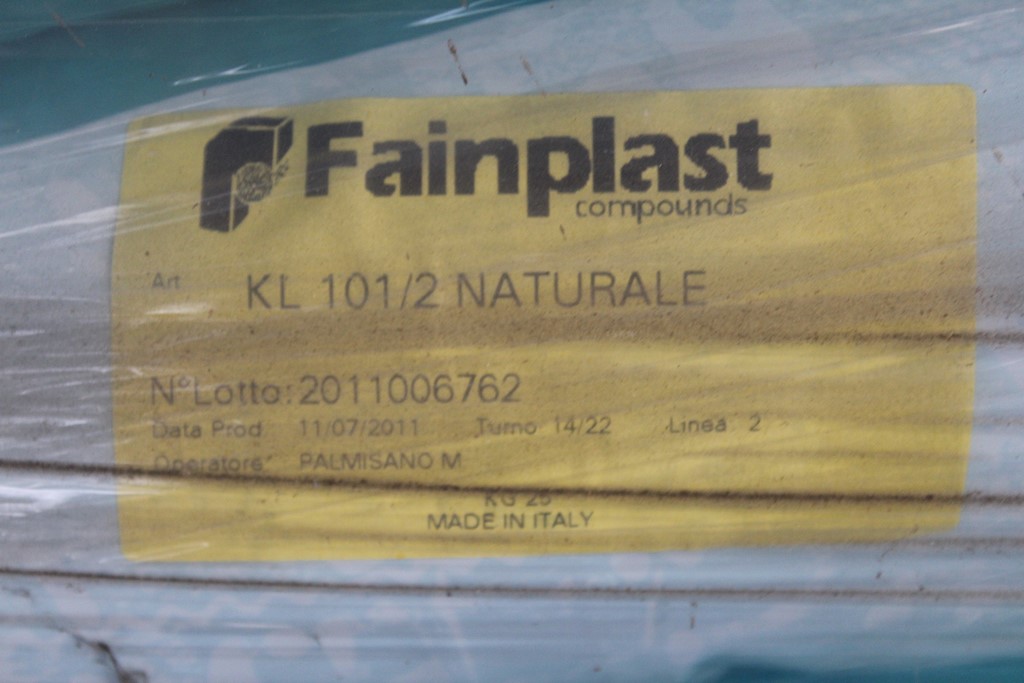 Fainplast
compounds
Art KL 101/2 NATURALE
N°Lotto: 2011006762
Data Prod 11/07/2011 Turno 14/22 Linea 2
Operatore PALMISANO M
KG 25
MADE IN ITALY